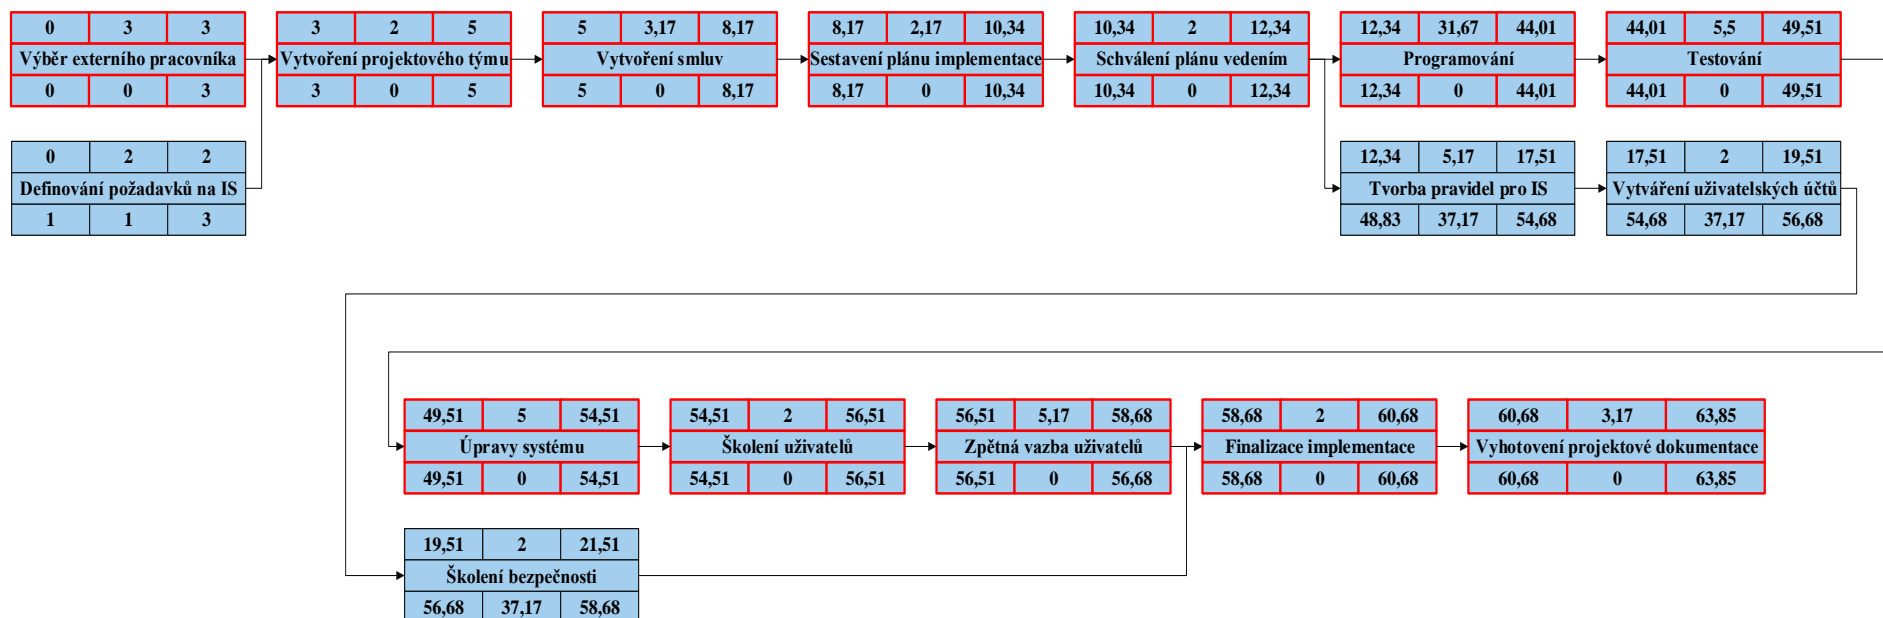 0 3 3 3 2 5 5 3,17 8,17 8,17 2,17 10,34 10,34 2 12,34 12,34 31,67 44,01 44,01 5,5 49,51
Výběr externího pracovníka Vytvoření projektového týmu Vytvoření smluv Sestavení plánu implementace Schválení plánu vedením Programování Testování
0 0 3 3 0 5 5 0 8,17 8,17 0 10,34 10,34 0 12,34 12,34 0 44,01 44,01 0 49,51
0 2 2 12,34 5,17 17,51 17,51 2 19,51
Definování požadavků na IS Tvorba pravidel pro IS Vytváření uživatelských účtů
1 1 3 48,83 37,17 54,68 54,68 37,17 56,68
49,51 5 54,51 54,51 2 56,51 56,51 5,17 58,68 58,68 2 60,68 60,68 3,17 63,85
Úpravy systému Školení uživatelů Zpětná vazba uživatelů Finalizace implementace Vyhotovení projektové dokumentace
49,51 0 54,51 54,51 0 56,51 56,51 0 56,68 58,68 0 60,68 60,68 0 63,85
19,51 2 21,51
Školení bezpečnosti
56,68 37,17 58,68